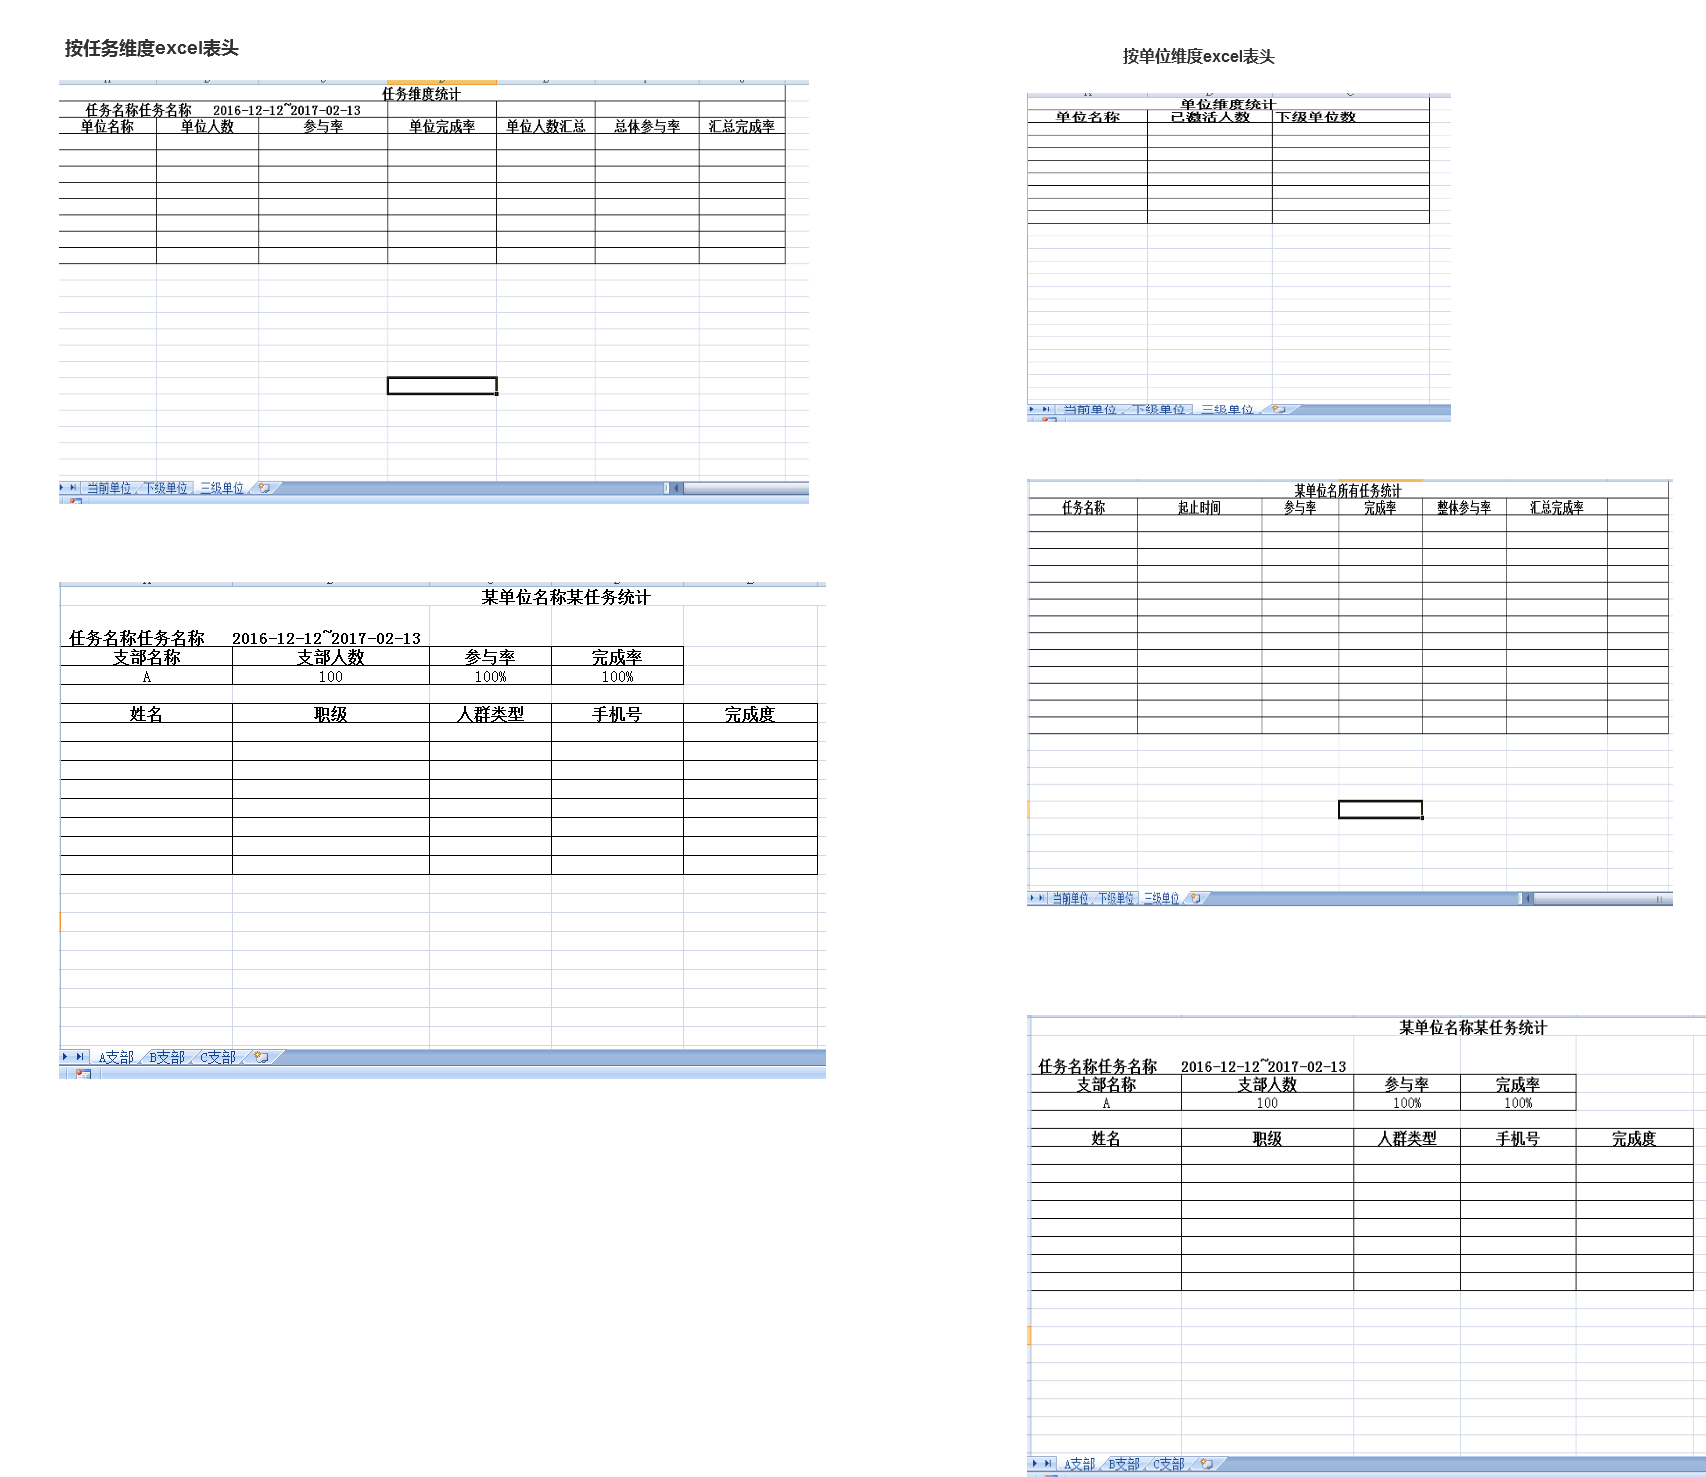 按任务维度excel表头
任务维度统计
任务名称任务名称 2016-12-12~2017-02-13
单位名称 单位人数 参与率 单位完成率 单位人数汇总 总体参与率 汇总完成率
当前单位 下级单位 三级单位
某单位名称某任务统计
任务名称任务名称 2016-12-12~2017-02-13
支部名称 支部人数 参与率 完成率
A 100 100% 100%
姓名 职级 人群类型 手机号 完成度
A支部 B支部 C支部
按单位维度excel表头
单位维度统计
单位名称 已激活人数 下级单位数
当前单位 下级单位 三级单位
某单位名所有任务统计
任务名称 起止时间 参与率 完成率 整体参与率 汇总完成率
当前单位 下级单位 三级单位
某单位名称某任务统计
任务名称任务名称 2016-12-12~2017-02-13
支部名称 支部人数 参与率 完成率
A 100 100% 100%
姓名 职级 人群类型 手机号 完成度
A支部 B支部 C支部